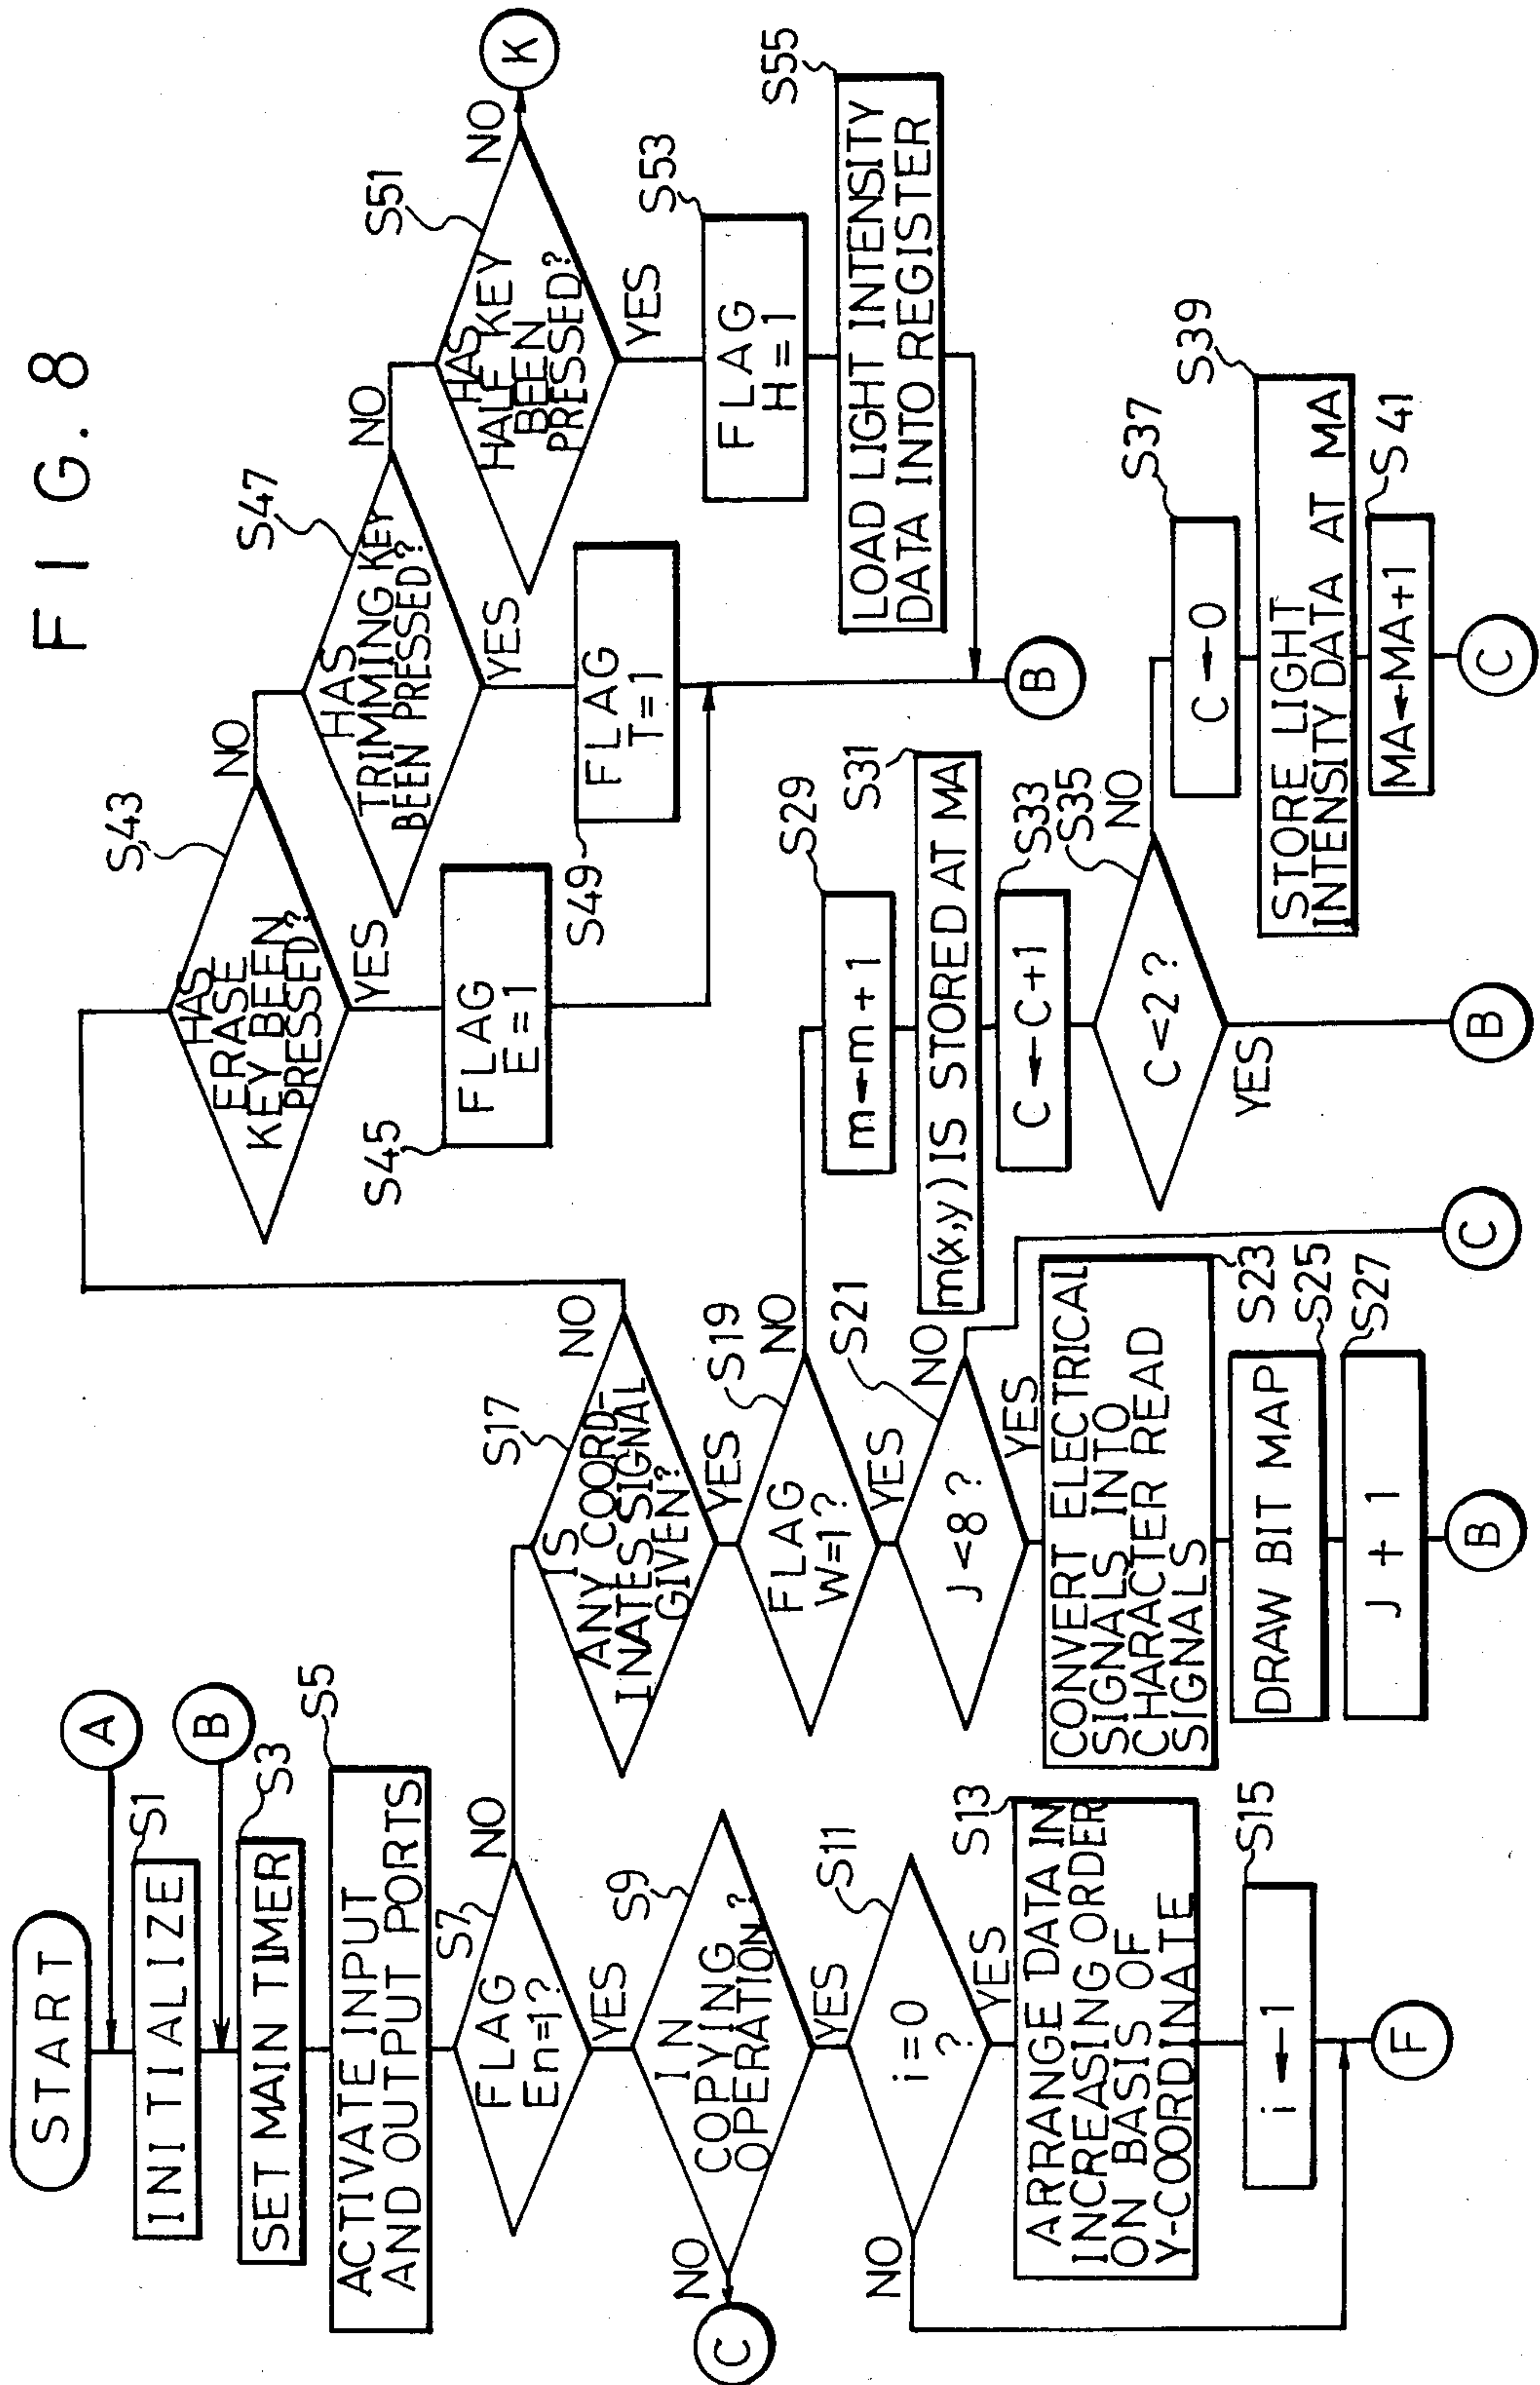 FIG. 8
START
A
INITIALIZE
S1
B
SET MAIN TIMER
S3
ACTIVATE INPUT
AND OUTPUT PORTS
S5
FLAG
En=1?
S7
NO
YES
IN
COPYING
OPERATION?
S9
NO
C
YES
i=0
?
S11
NO
YES
ARRANGE DATA IN
INCREASING ORDER
ON BASIS OF
Y-COORDINATE
S13
i←1
S15
F
IS
ANY COORD-
INATES SIGNAL
GIVEN?
S17
NO
YES
FLAG
W=1?
S19
NO
YES
J<8?
S21
NO
YES
C
CONVERT ELECTRICAL
SIGNALS INTO
CHARACTER READ
SIGNALS
S23
DRAW BIT MAP
S25
J+1
S27
B
m←m+1
S29
m(x,y) IS STORED AT MA
S31
C←C+1
S33
C<2?
S35
NO
YES
B
C←0
S37
STORE LIGHT
INTENSITY DATA AT MA
S39
MA←MA+1
S41
C
HAS
ERASE
KEY BEEN
PRESSED?
S43
NO
YES
FLAG
E=1
S45
HAS
TRIMMING KEY
BEEN PRESSED?
S47
NO
YES
FLAG
T=1
S49
B
HAS
HALF KEY
BEEN
PRESSED?
S51
NO
K
YES
FLAG
H=1
S53
LOAD LIGHT INTENSITY
DATA INTO REGISTER
S55